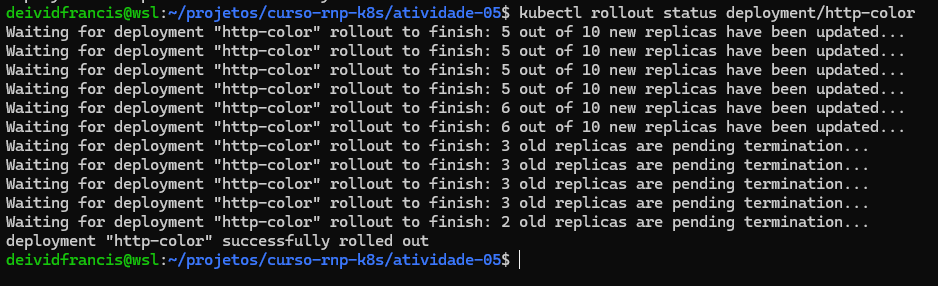 deividfrancis@wsl:~/projetos/curso-rnp-k8s/atividade-05$ kubectl rollout status deployment/http-color
Waiting for deployment "http-color" rollout to finish: 5 out of 10 new replicas have been updated...
Waiting for deployment "http-color" rollout to finish: 5 out of 10 new replicas have been updated...
Waiting for deployment "http-color" rollout to finish: 5 out of 10 new replicas have been updated...
Waiting for deployment "http-color" rollout to finish: 5 out of 10 new replicas have been updated...
Waiting for deployment "http-color" rollout to finish: 6 out of 10 new replicas have been updated...
Waiting for deployment "http-color" rollout to finish: 6 out of 10 new replicas have been updated...
Waiting for deployment "http-color" rollout to finish: 3 old replicas are pending termination...
Waiting for deployment "http-color" rollout to finish: 3 old replicas are pending termination...
Waiting for deployment "http-color" rollout to finish: 3 old replicas are pending termination...
Waiting for deployment "http-color" rollout to finish: 3 old replicas are pending termination...
Waiting for deployment "http-color" rollout to finish: 2 old replicas are pending termination...
deployment "http-color" successfully rolled out
deividfrancis@wsl:~/projetos/curso-rnp-k8s/atividade-05$